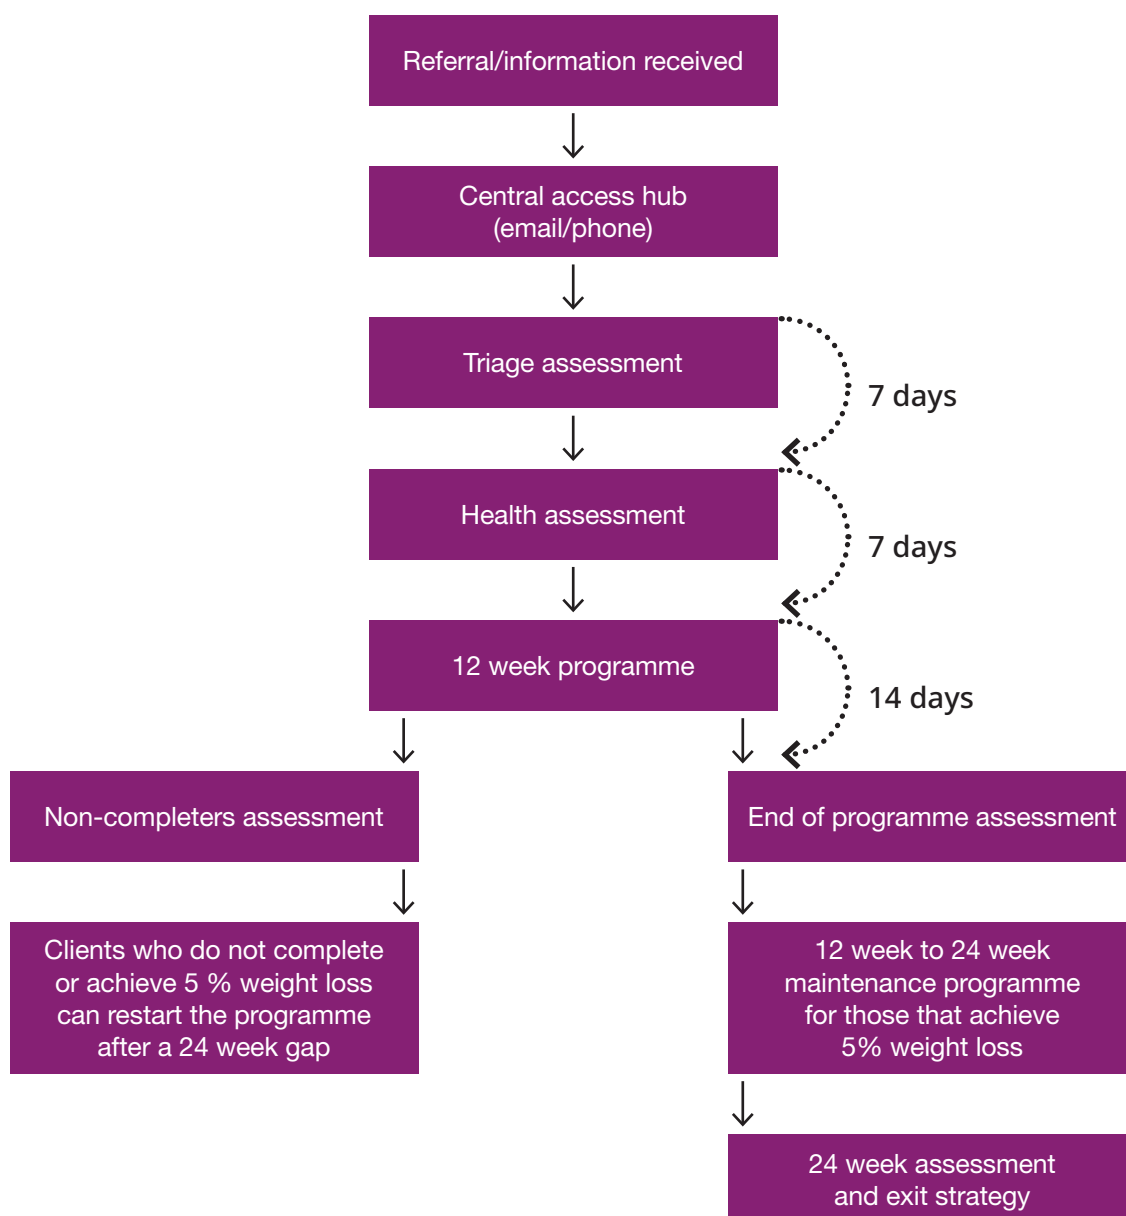 Referral/information received
Central access hub
(email/phone)
Triage assessment
7 days
Health assessment
7 days
12 week programme
14 days
Non-completers assessment
End of programme assessment
Clients who do not complete
or achieve 5 % weight loss
can restart the programme
after a 24 week gap
12 week to 24 week
maintenance programme
for those that achieve
5% weight loss
24 week assessment
and exit strategy